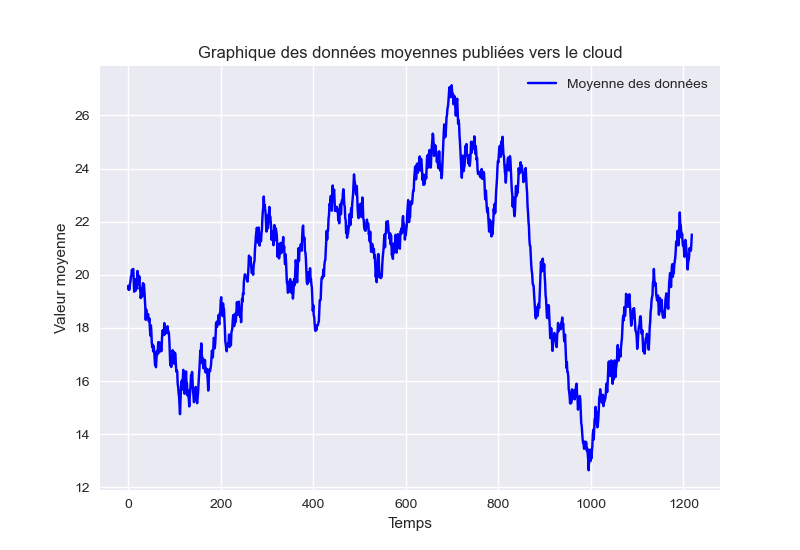 Graphique des données moyennes publiées vers le cloud
Moyenne des données
26
24
22
20
18
16
14
12
Valeur moyenne
0 200 400 600 800 1000 1200
Temps